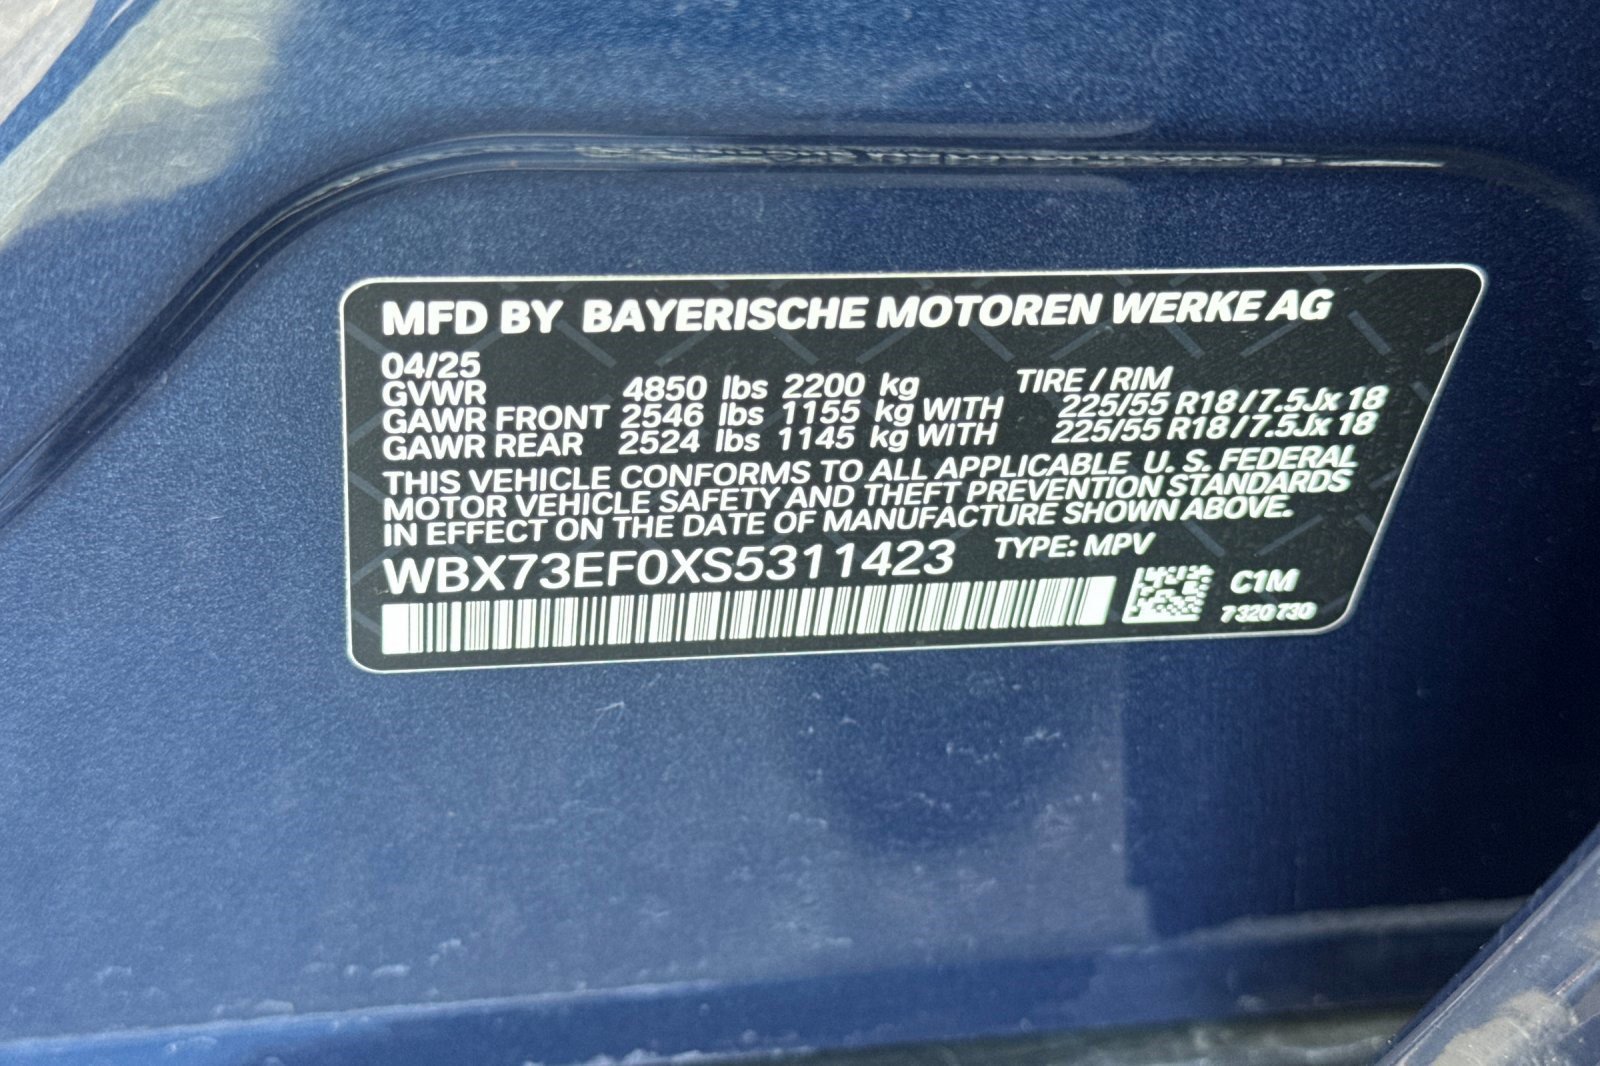 MFD BY BAYERISCHE MOTOREN WERKE AG
04/25
GVWR 4850 lbs 2200 kg TIRE / RIM
GAWR FRONT 2546 lbs 1155 kg WITH 225/55 R18 / 7.5Jx 18
GAWR REAR 2524 lbs 1145 kg WITH 225/55 R18 / 7.5Jx 18
THIS VEHICLE CONFORMS TO ALL APPLICABLE U. S. FEDERAL
MOTOR VEHICLE SAFETY AND THEFT PREVENTION STANDARDS
IN EFFECT ON THE DATE OF MANUFACTURE SHOWN ABOVE.
WBX73EF0XS5311423 TYPE: MPV
C1M
7 320 730